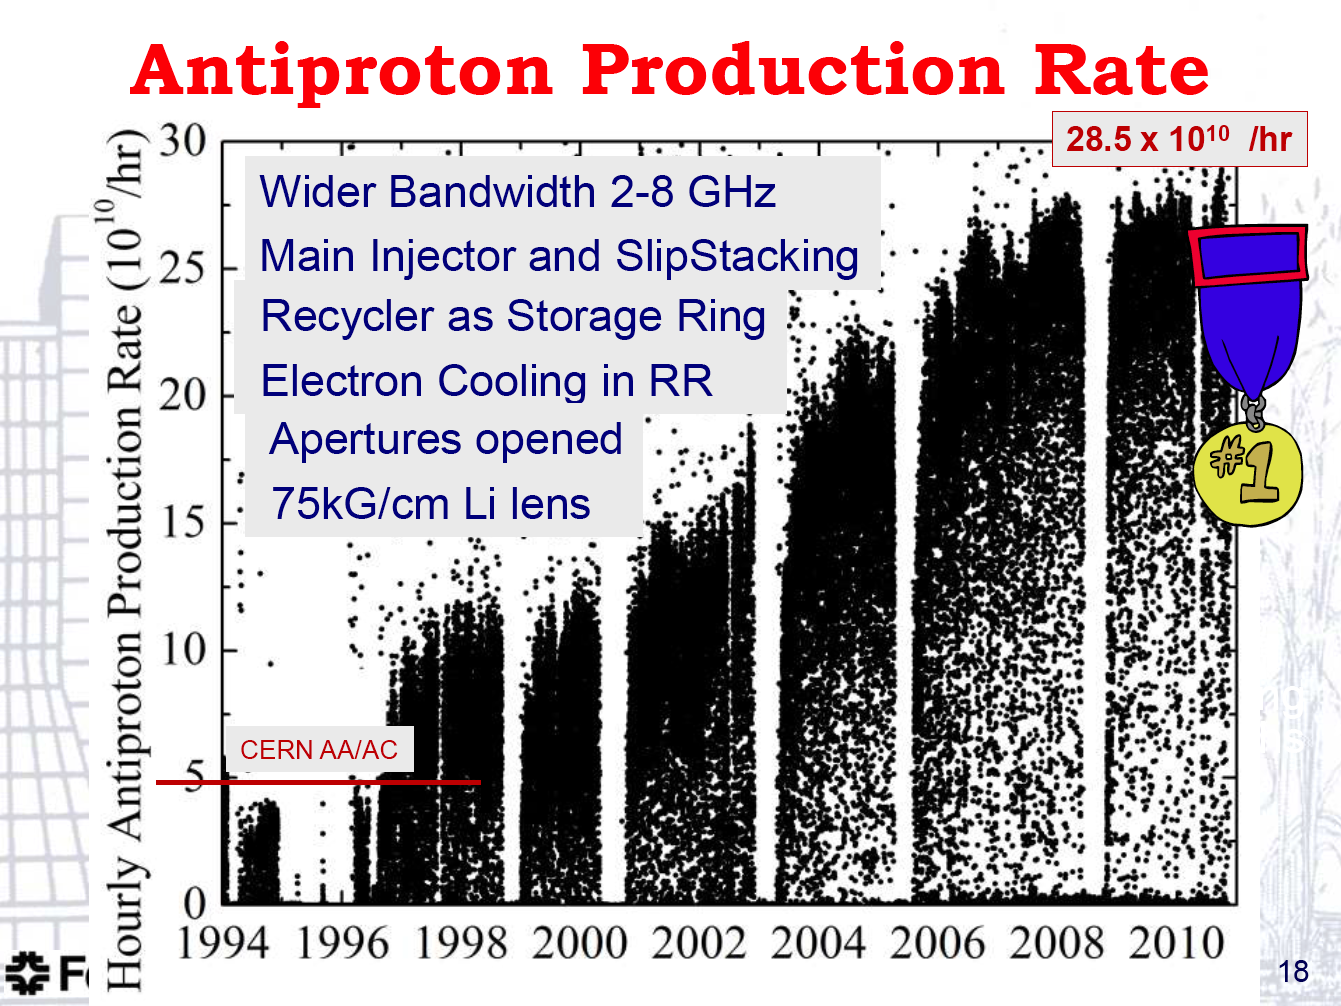 Antiproton Production Rate
28.5 x 10¹⁰ /hr
Hourly Antiproton Production Rate (10¹⁰/hr)
30
25
20
15
10
5
0
Wider Bandwidth 2-8 GHz
Main Injector and SlipStacking
Recycler as Storage Ring
Electron Cooling in RR
Apertures opened
75kG/cm Li lens
#1
CERN AA/AC
1994 1996 1998 2000 2002 2004 2006 2008 2010
18